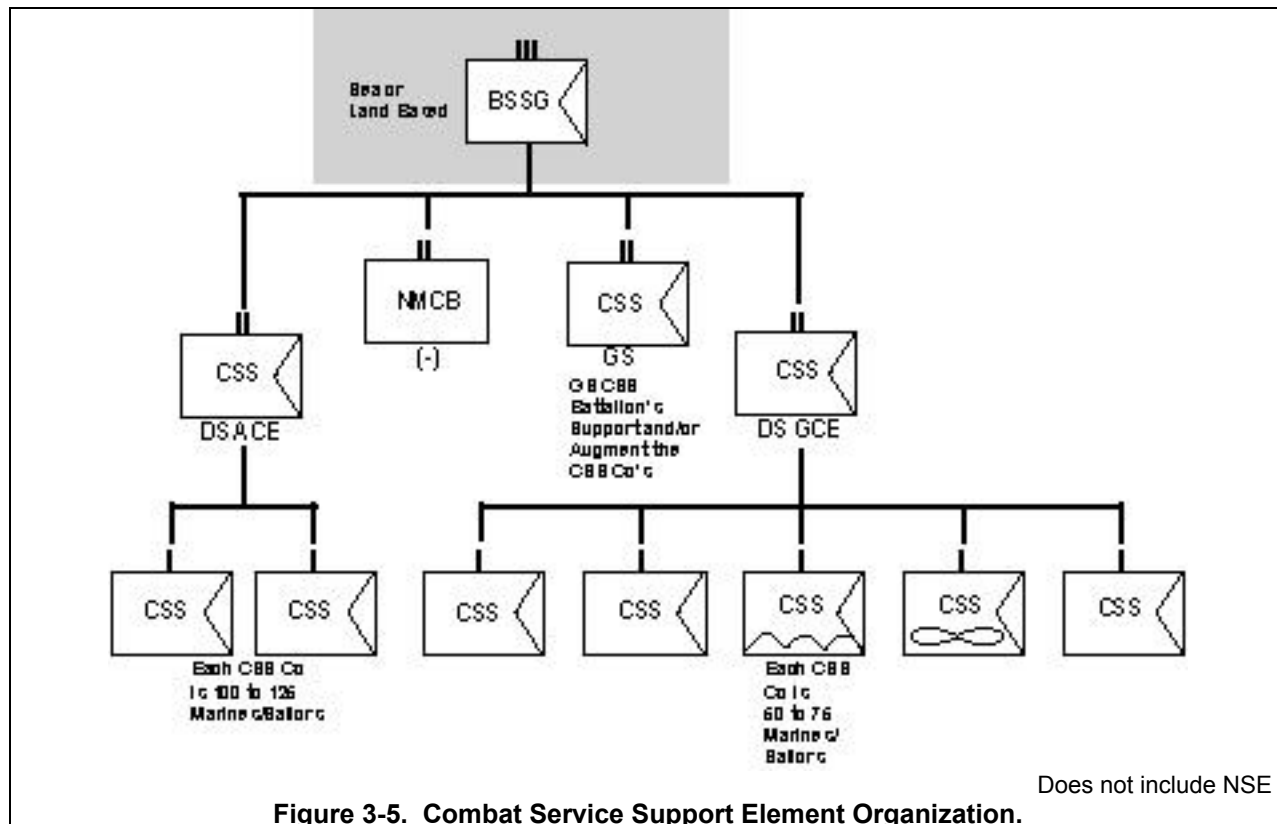 Sea or
Land Based
BSSG
NMCB
(-)
CSS
GS
GS CSS
Battalion's
Support and/or
Augment the
CSS Co's
CSS
DS ACE
CSS
DS GCE
CSS
CSS
Each CSS Co
is 100 to
Marines/Sailors
CSS
CSS
CSS
CSS
CSS
Each CSS
Co is
to
Marines/
Sailors
Does not include NSE
Figure 3-5. Combat Service Support Element Organization.